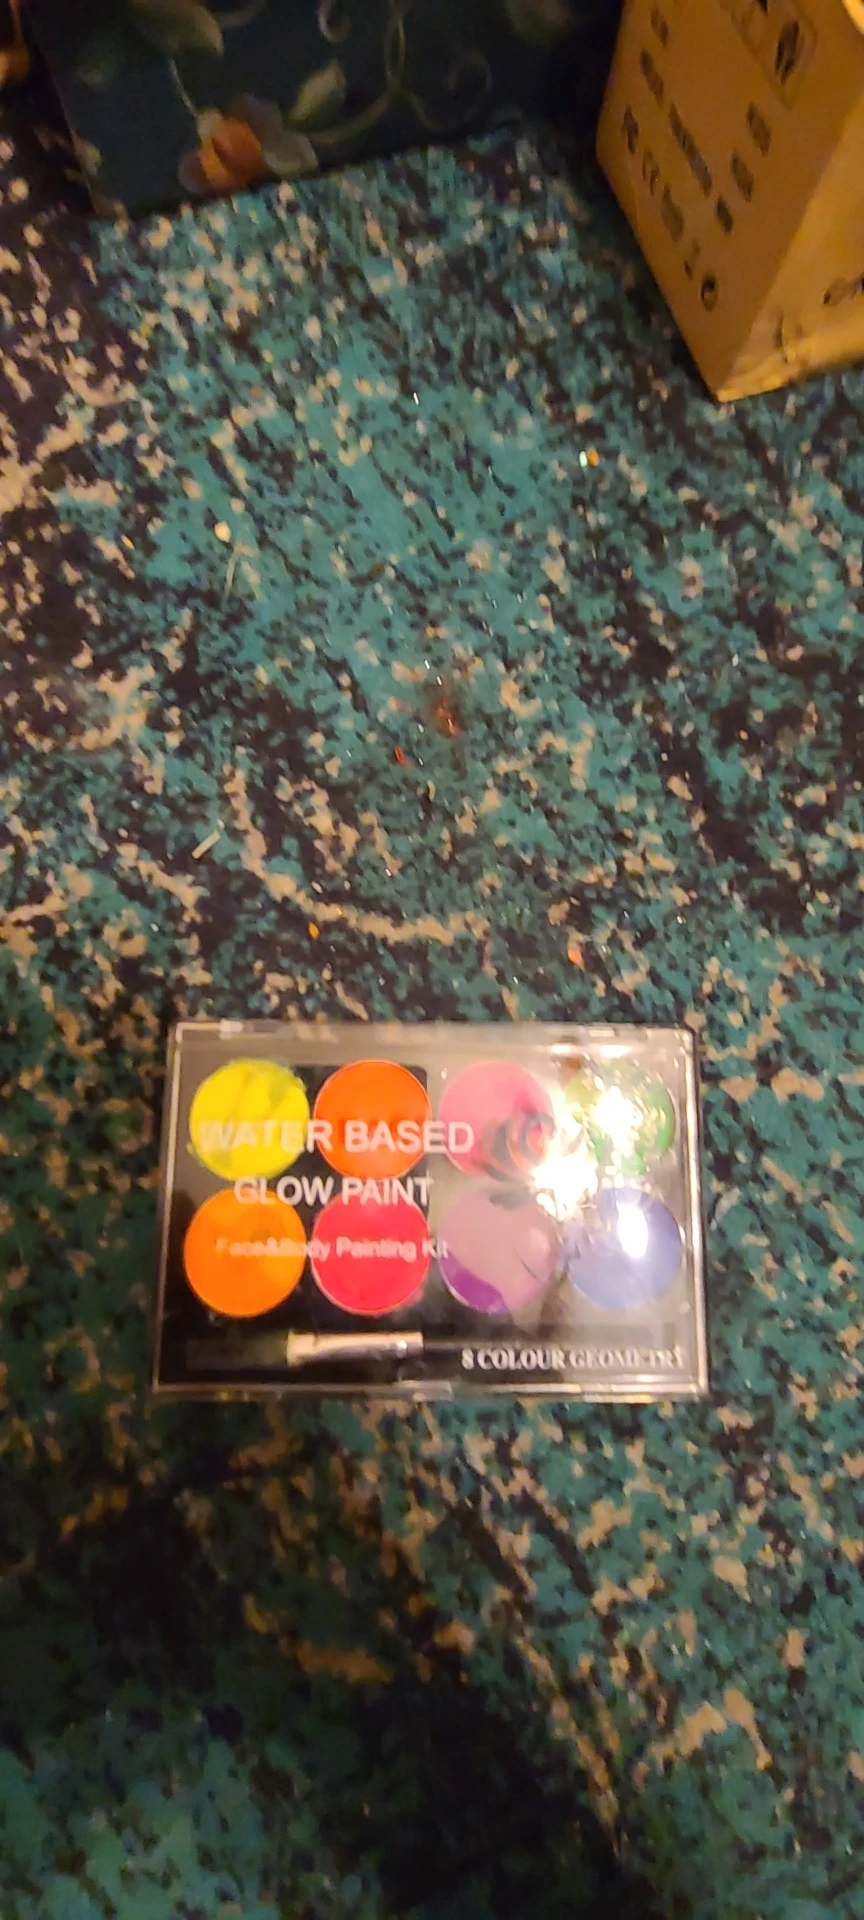 WATER BASED
GLOW PAINT
Face&Body Painting Kit
8 COLOUR GEOMETRY